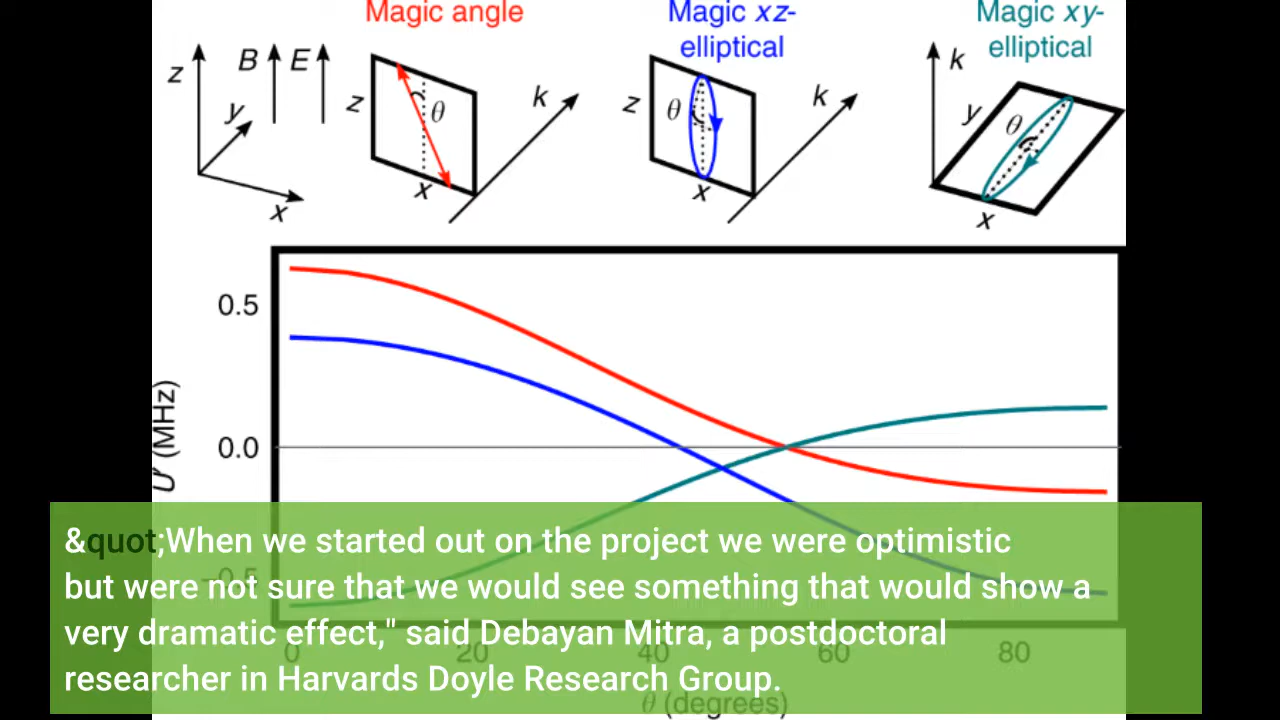 Magic angle
Magic xz-
elliptical
Magic xy-
elliptical
z
B
E
y
x
z
θ
x
k
z
θ
x
k
k
y
θ
x
0.5
0.0
-0.5
U' (MHz)
&quot;When we started out on the project we were optimistic
but were not sure that we would see something that would show a
very dramatic effect," said Debayan Mitra, a postdoctoral
researcher in Harvards Doyle Research Group.
0
20
40
60
80
θ (degrees)